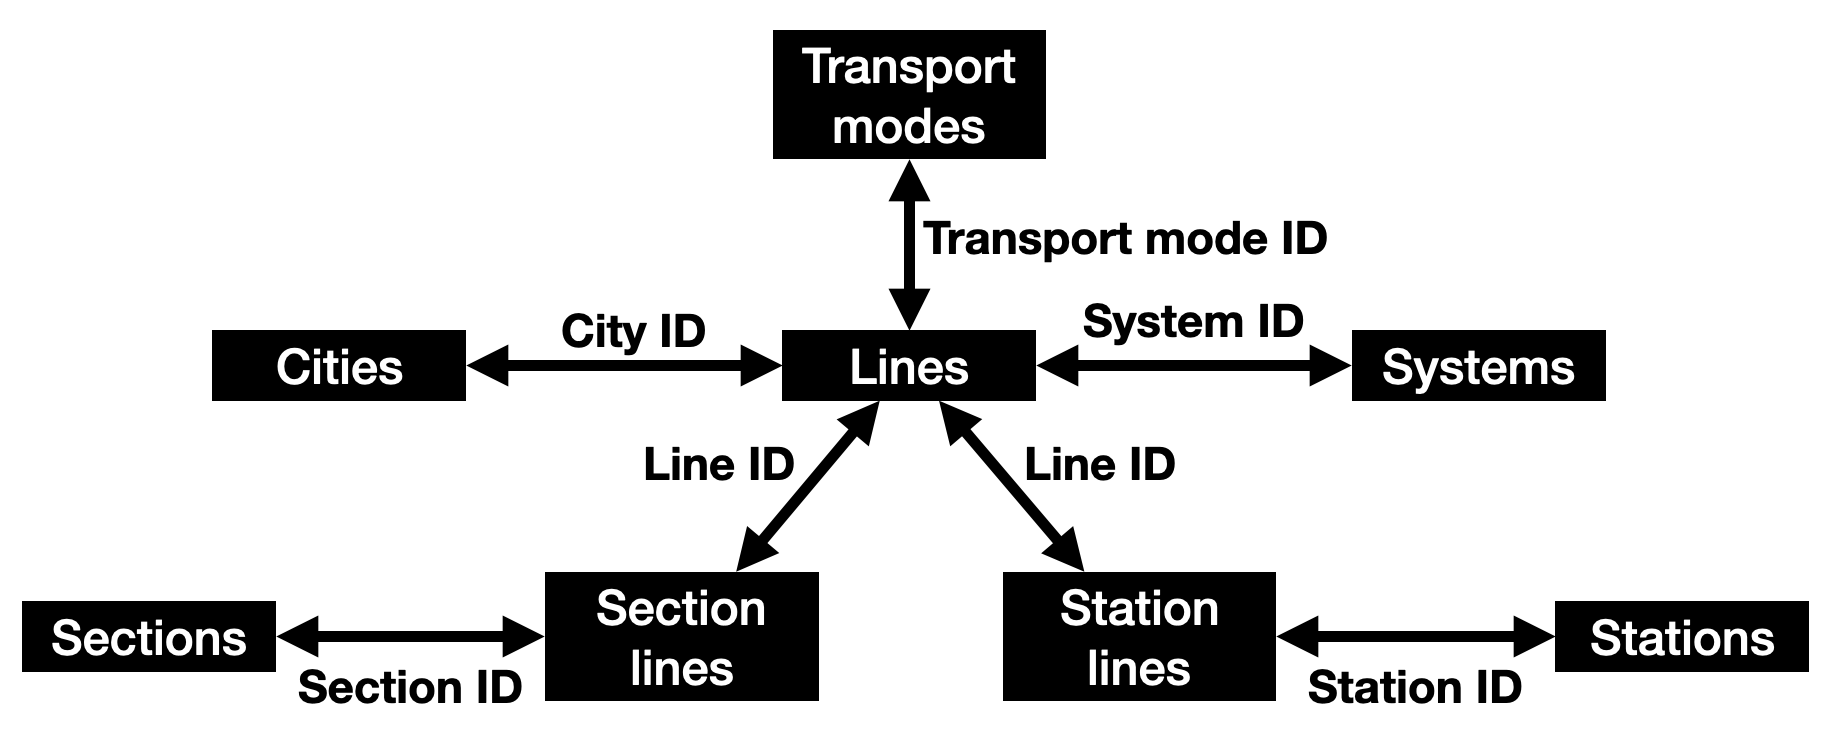 Transport
modes
Transport mode ID
City ID
System ID
Cities
Lines
Systems
Line ID
Line ID
Sections
Section ID
Section
lines
Station
lines
Station ID
Stations